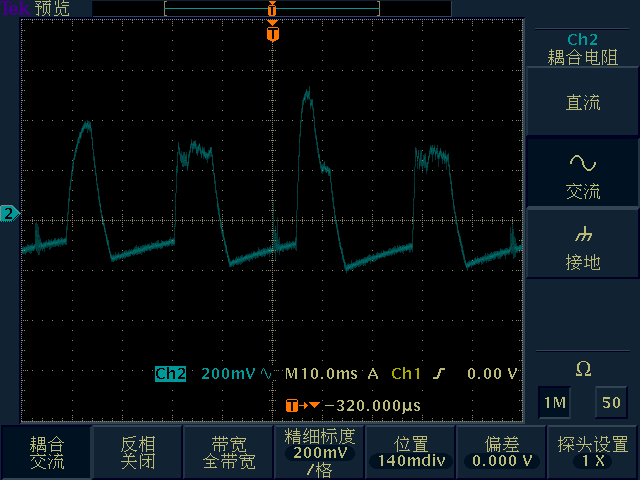 Tek 预览
T
T
Ch2
耦合电阻
直流
交流
接地
2
Ch2 200mV M10.0ms A Ch1 0.00 V
T→▼ −320.000µs
Ω
1M 50
耦合
交流
反相
关闭
带宽
全带宽
精细标度
200mV
/格
位置
140mdiv
偏差
0.000 V
探头设置
1 X